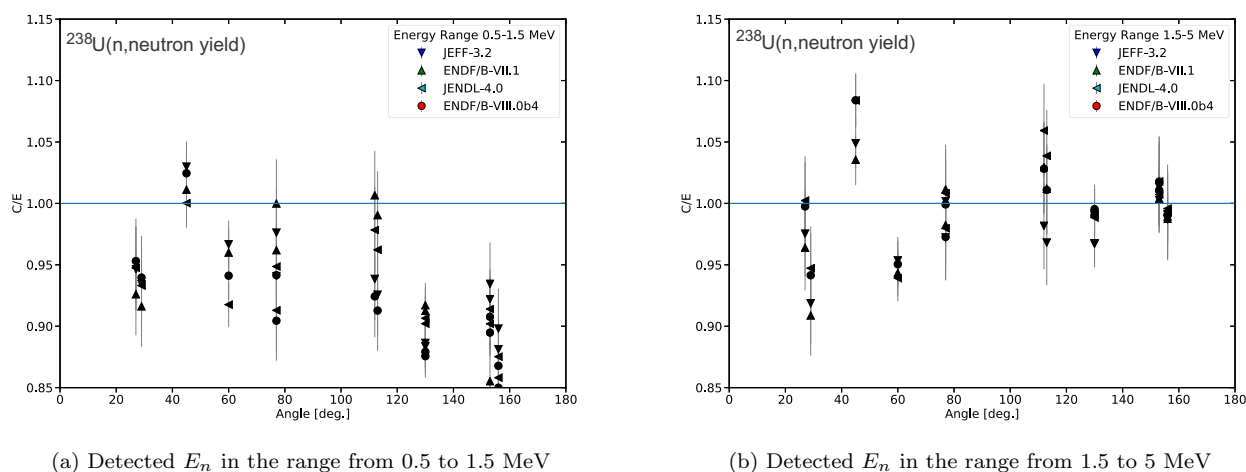 1.15
1.10
1.05
1.00
0.95
0.90
0.85
C/E
238U(n,neutron yield)
Energy Range 0.5-1.5 MeV
JEFF-3.2
ENDF/B-VII.1
JENDL-4.0
ENDF/B-VIII.0b4
0 20 40 60 80 100 120 140 160 180
Angle [deg.]
(a) Detected En in the range from 0.5 to 1.5 MeV
1.15
1.10
1.05
1.00
0.95
0.90
0.85
C/E
238U(n,neutron yield)
Energy Range 1.5-5 MeV
JEFF-3.2
ENDF/B-VII.1
JENDL-4.0
ENDF/B-VIII.0b4
0 20 40 60 80 100 120 140 160 180
Angle [deg.]
(b) Detected En in the range from 1.5 to 5 MeV